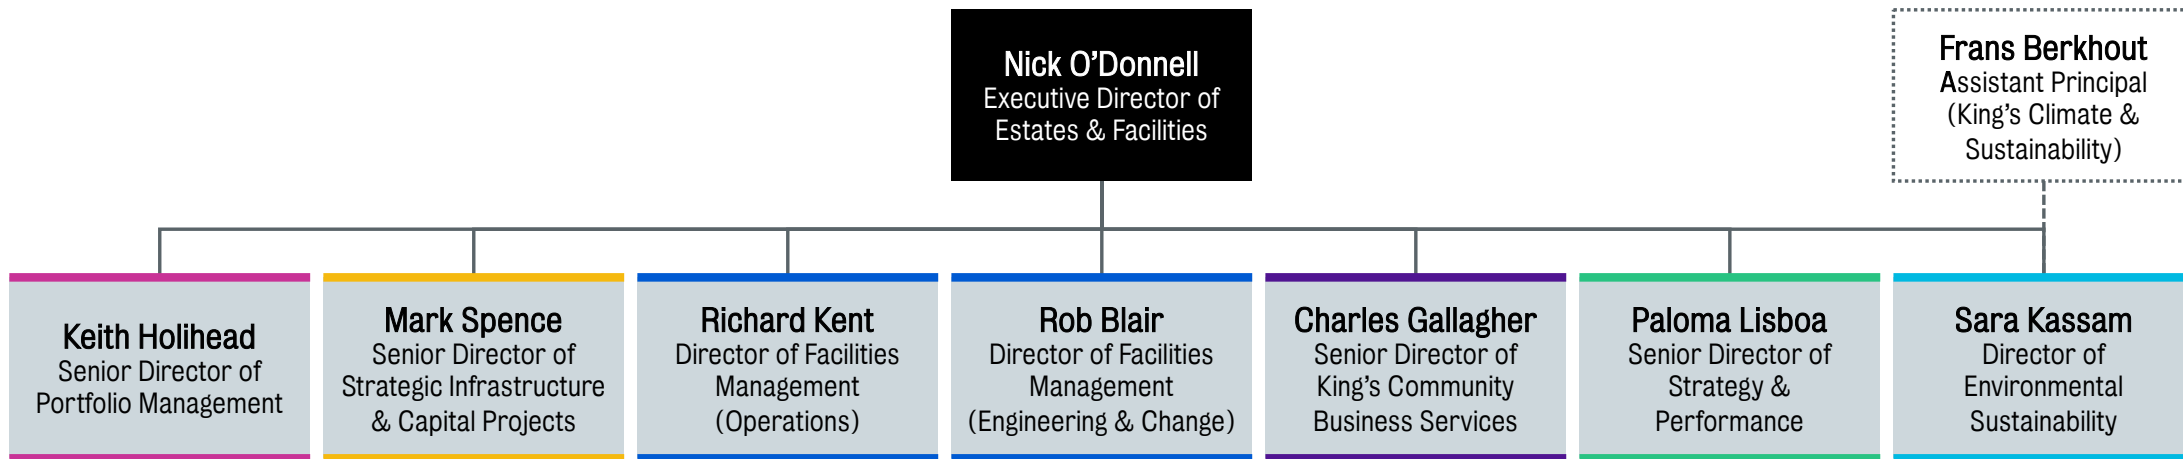 Nick O’Donnell
Executive Director of
Estates & Facilities
Frans Berkhout
Assistant Principal
(King’s Climate &
Sustainability)
Keith Holihead
Senior Director of
Portfolio Management
Mark Spence
Senior Director of
Strategic Infrastructure
& Capital Projects
Richard Kent
Director of Facilities
Management
(Operations)
Rob Blair
Director of Facilities
Management
(Engineering & Change)
Charles Gallagher
Senior Director of
King’s Community
Business Services
Paloma Lisboa
Senior Director of
Strategy &
Performance
Sara Kassam
Director of
Environmental
Sustainability